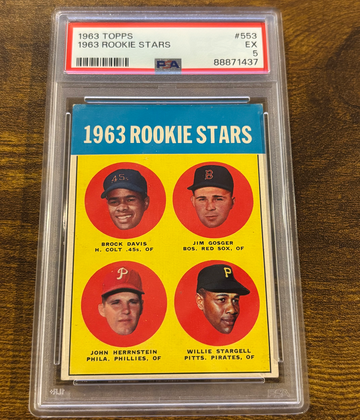 1963 TOPPS #553
1963 ROOKIE STARS EX
5
PSA 88871437
1963 ROOKIE STARS
.45s
B
BROCK DAVIS
H. COLT .45s, OF
JIM GOSGER
BOS. RED SOX, OF
P
P
JOHN HERRNSTEIN
PHILA. PHILLIES, OF
WILLIE STARGELL
PITTS. PIRATES, OF